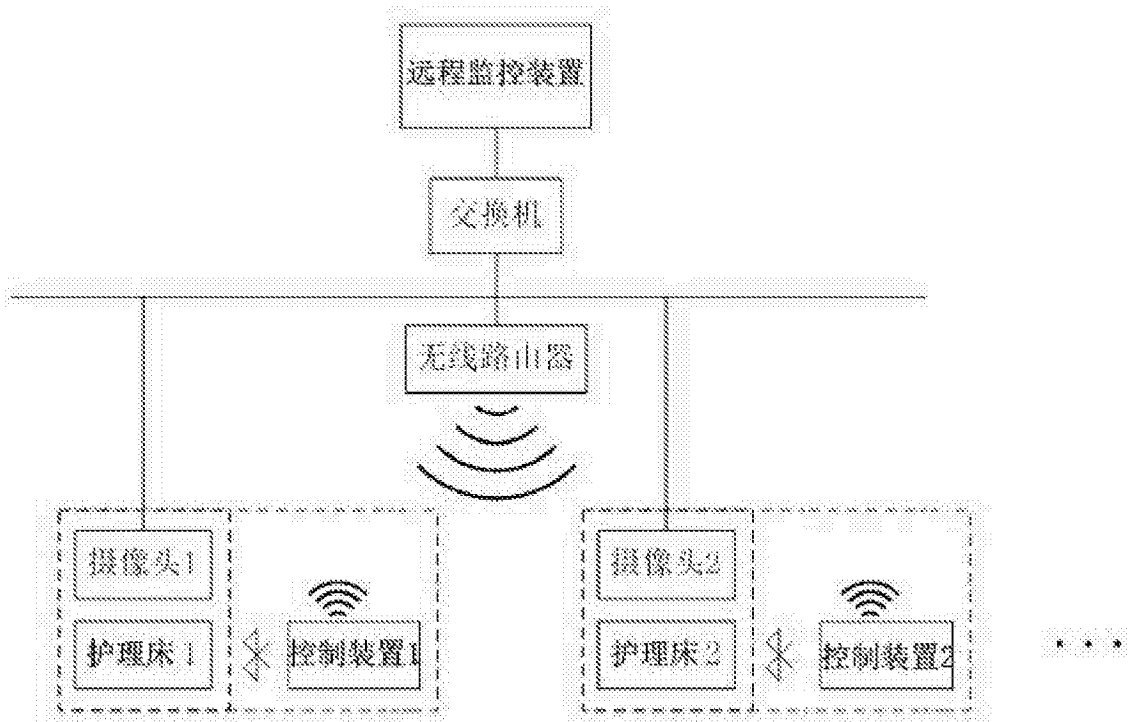 远程监控装置
交换机
无线路由器
摄像头1
护理床1
控制装置1
摄像头2
护理床2
控制装置2
···